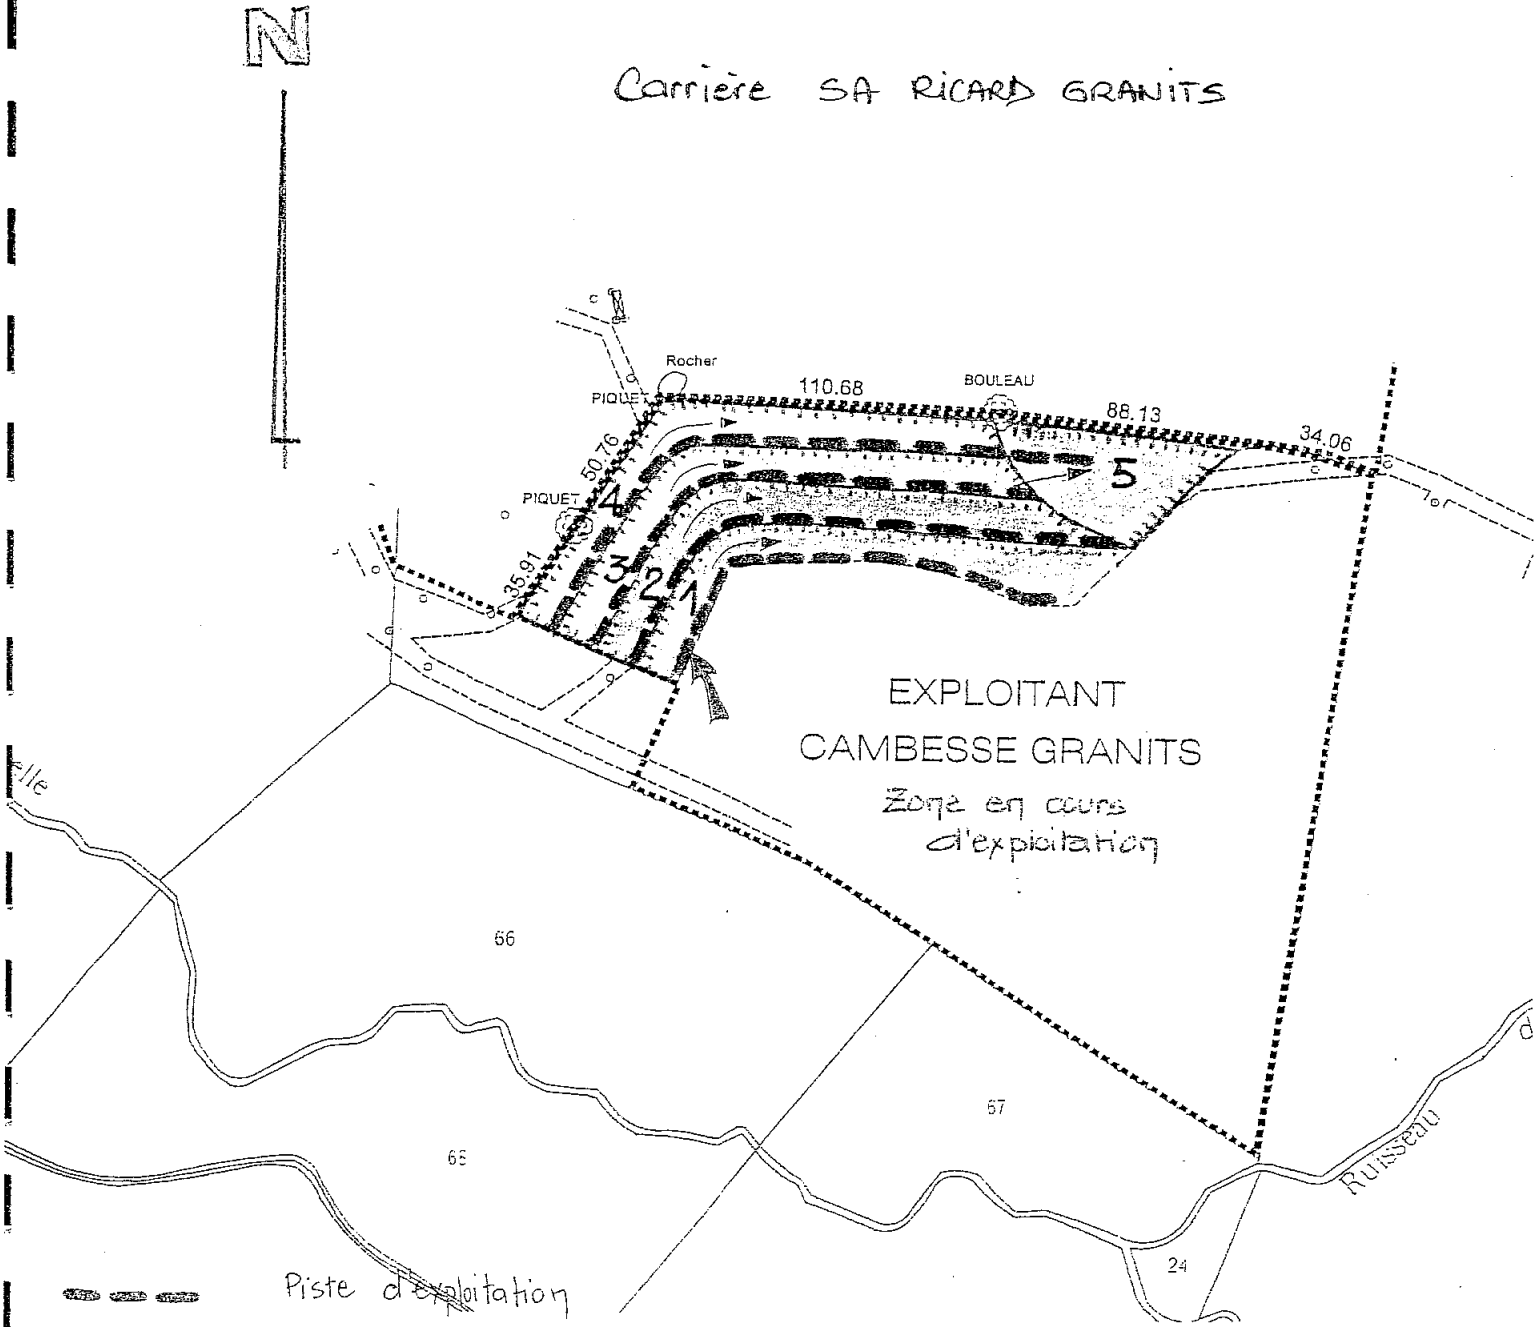 N
Carrière SA RICARD GRANITS
Rocher
PIQUET
110.68
BOULEAU
88.13
34.06
50.76
PIQUET
4
5
35.91
3
2
1
EXPLOITANT
CAMBESSE GRANITS
Zone en cours
d'exploitation
elle
66
67
Ruisseau
d
24
Piste d'exploitation